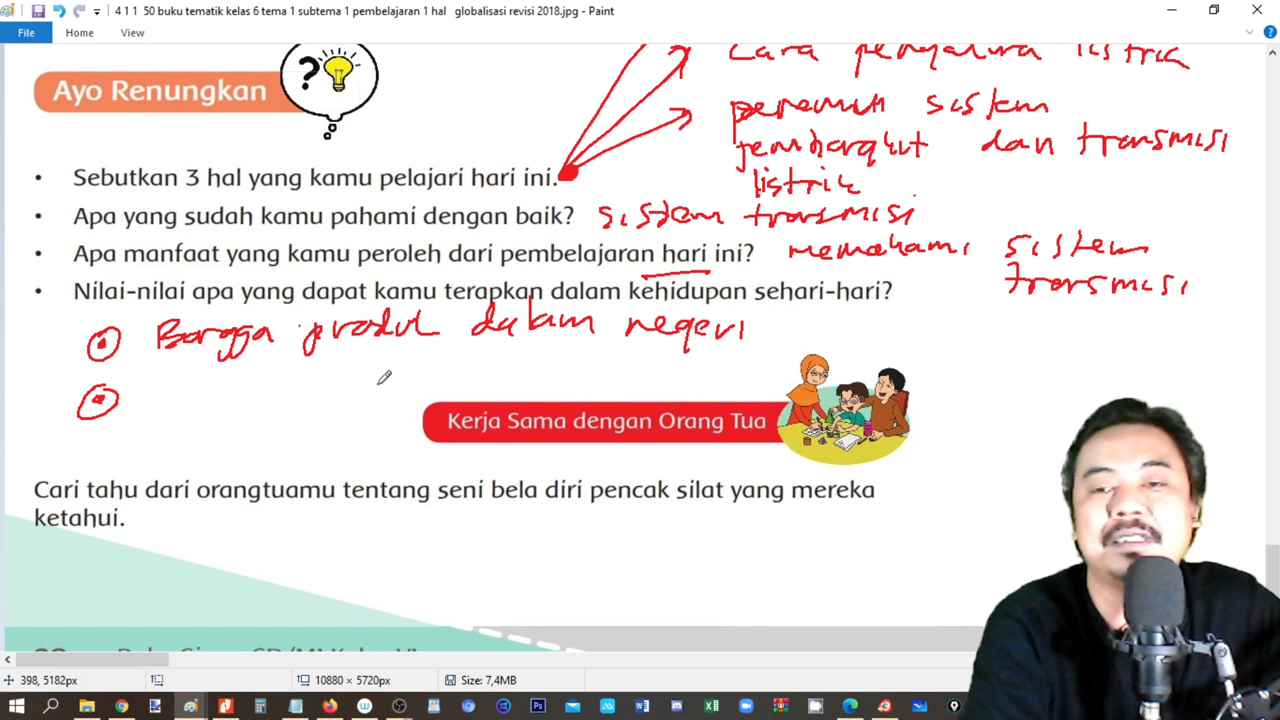 4 1 1 50 buku tematik kelas 6 tema 1 subtema 1 pembelajaran 1 hal globalisasi revisi 2018.jpg - Paint
File Home View
cara penyalura listrik
Ayo Renungkan
?
sistem
dan transmisi
listrik
• Sebutkan 3 hal yang kamu pelajari hari ini.
• Apa yang sudah kamu pahami dengan baik? sistem transmisi
• Apa manfaat yang kamu peroleh dari pembelajaran hari ini? memahami sistem
transmisi
• Nilai-nilai apa yang dapat kamu terapkan dalam kehidupan sehari-hari?
Bangga produk dalam negeri
Kerja Sama dengan Orang Tua
Cari tahu dari orangtuamu tentang seni bela diri pencak silat yang mereka
ketahui.
398, 5182px 10880 × 5720px Size: 7,4MB